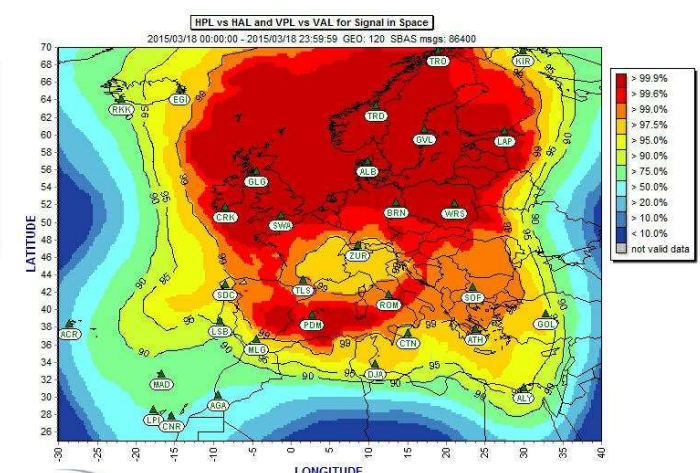 HPL vs HAL and VPL vs VAL for Signal in Space
2015/03/18 00:00:00 - 2015/03/18 23:59:59 GEO: 120 SBAS msgs: 86400
LATITUDE
70
68
66
64
62
60
58
56
54
52
50
48
46
44
42
40
38
36
34
32
30
28
26
TRO
KIR
EGI
RKK
TRD
GVL
LAP
ALB
GLG
CRK
SWA
BRN
WRS
ZUR
SDC
TLS
ROM
SOF
ACR
LSB
PDM
GOL
MLG
CTN
ATH
DJA
MAD
ALY
AGA
LPI
CNR
99
95
90
> 99.9%
> 99.6%
> 99.0%
> 97.5%
> 95.0%
> 90.0%
> 75.0%
> 50.0%
> 20.0%
> 10.0%
< 10.0%
not valid data
-30
-25
-20
-15
-10
-5
0
5
10
15
20
25
30
35
40
LONGITUDE